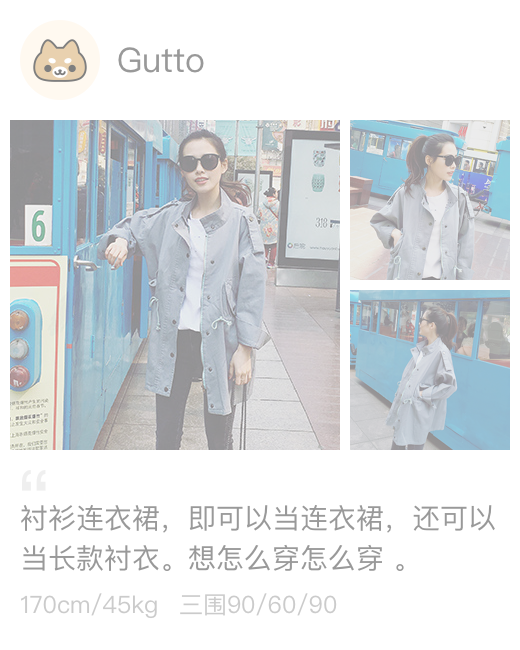 Gutto
6
318
衬衫连衣裙，即可以当连衣裙，还可以
当长款衬衣。想怎么穿怎么穿 。
170cm/45kg 三围90/60/90